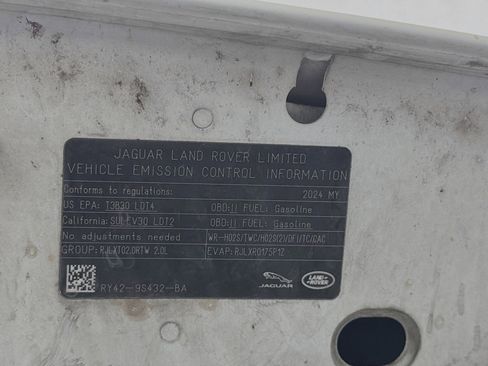 JAGUAR LAND ROVER LIMITED
VEHICLE EMISSION CONTROL INFORMATION
Conforms to regulations: 2024 MY
US EPA: T3B30 LDT4 OBD:II FUEL: Gasoline
California: SULEV30 LDT2 OBD:II FUEL: Gasoline
No adjustments needed WR-HO2S/TWC/HO2S(2)/DFI/TC/CAC
GROUP: RJLXT02.0RTW 2.0L EVAP: RJLXR0175P1Z
RY42-9S432-BA
JAGUAR
LAND ROVER